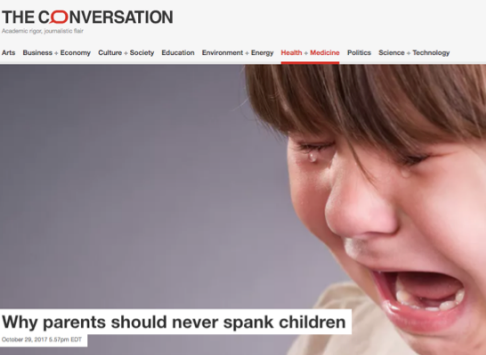 THE CONVERSATION
Academic rigor, journalistic flair
Arts Business + Economy Culture + Society Education Environment + Energy Health + Medicine Politics Science + Technology
Why parents should never spank children
October 29, 2017 5.57pm EDT